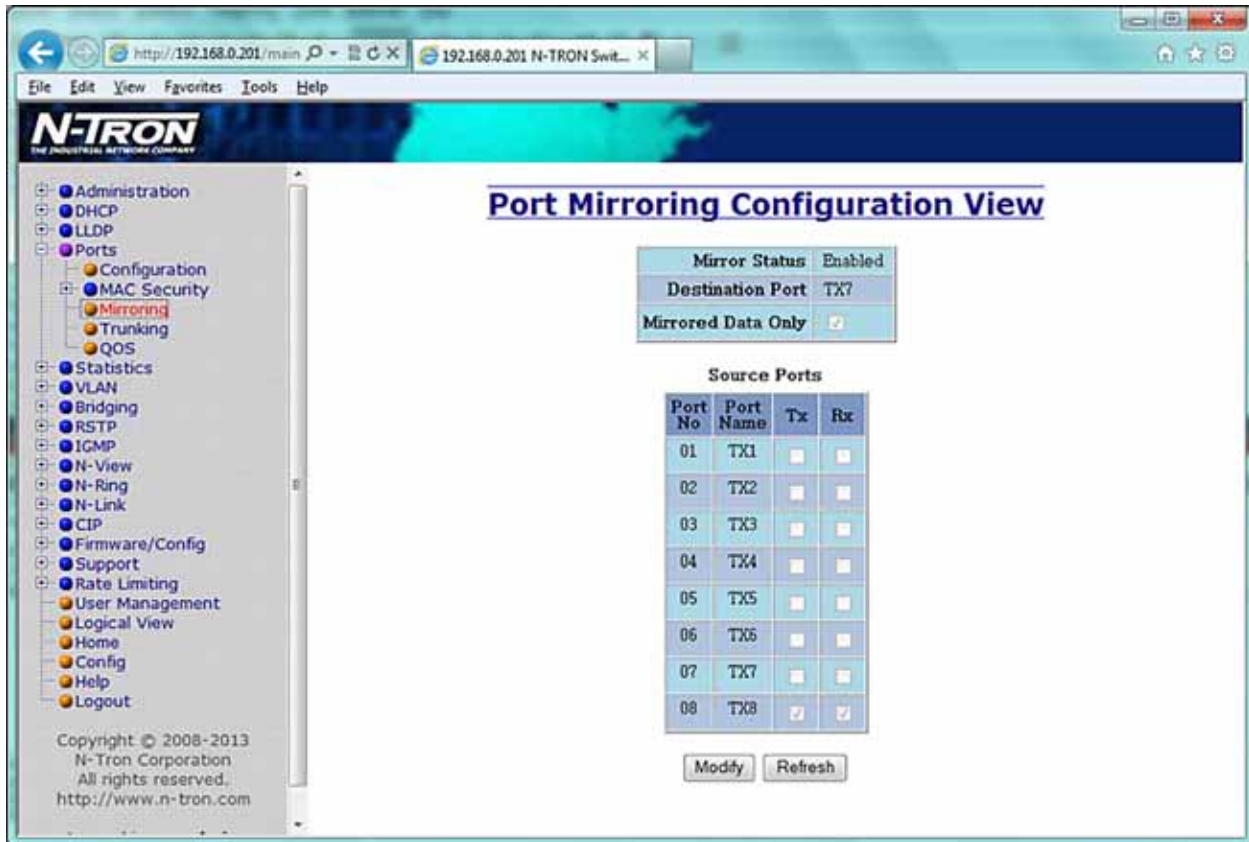 http://192.168.0.201/main
192.168.0.201 N-TRON Swit...
File Edit View Favorites Tools Help
N-TRON
THE INDUSTRIAL NETWORK COMPANY
Administration
DHCP
LLDP
Ports
Configuration
MAC Security
Mirroring
Trunking
QOS
Statistics
VLAN
Bridging
RSTP
IGMP
N-View
N-Ring
N-Link
CIP
Firmware/Config
Support
Rate Limiting
User Management
Logical View
Home
Config
Help
Logout
Copyright © 2008-2013
N-Tron Corporation
All rights reserved.
http://www.n-tron.com
Port Mirroring Configuration View
Mirror Status Enabled
Destination Port TX7
Mirrored Data Only
Source Ports
Port No Port Name Tx Rx
01 TX1
02 TX2
03 TX3
04 TX4
05 TX5
06 TX6
07 TX7
08 TX8
Modify Refresh